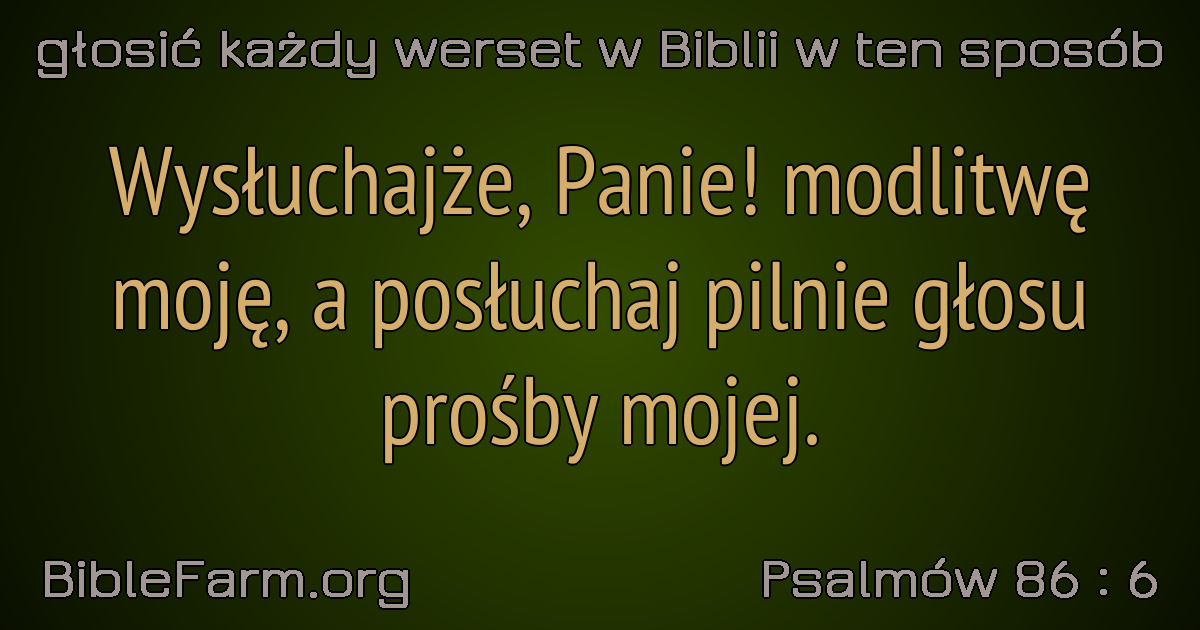 głosić każdy werset w Biblii w ten sposób
Wysłuchajże, Panie! modlitwę
moję, a posłuchaj pilnie głosu
prośby mojej.
BibleFarm.org
Psalmów 86 : 6